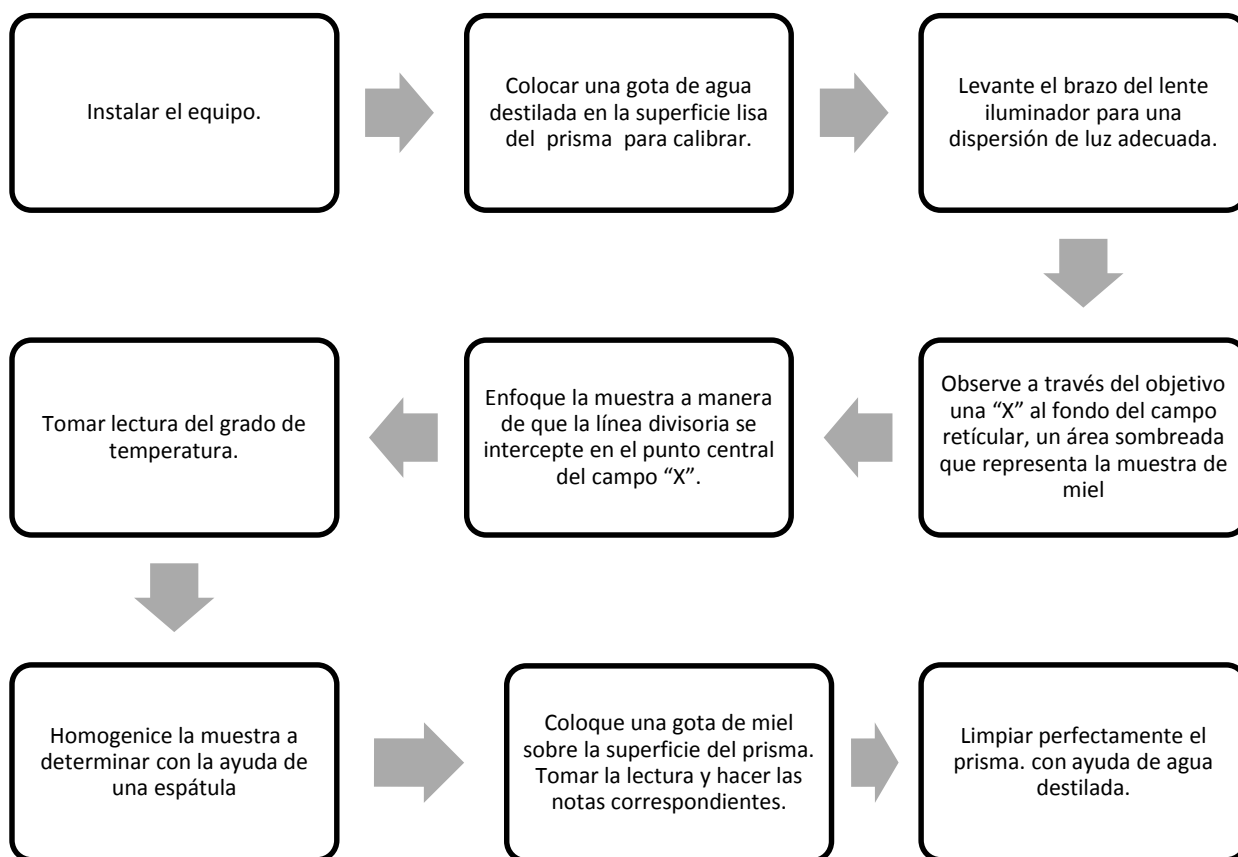 Instalar el equipo.
Colocar una gota de agua
destilada en la superficie lisa
del prisma para calibrar.
Levante el brazo del lente
iluminador para una
dispersión de luz adecuada.
Observe a través del objetivo
una “X” al fondo del campo
retícular, un área sombreada
que representa la muestra de
miel
Enfoque la muestra a manera
de que la línea divisoria se
intercepte en el punto central
del campo “X”.
Tomar lectura del grado de
temperatura.
Homogenice la muestra a
determinar con la ayuda de
una espátula
Coloque una gota de miel
sobre la superficie del prisma.
Tomar la lectura y hacer las
notas correspondientes.
Limpiar perfectamente el
prisma. con ayuda de agua
destilada.